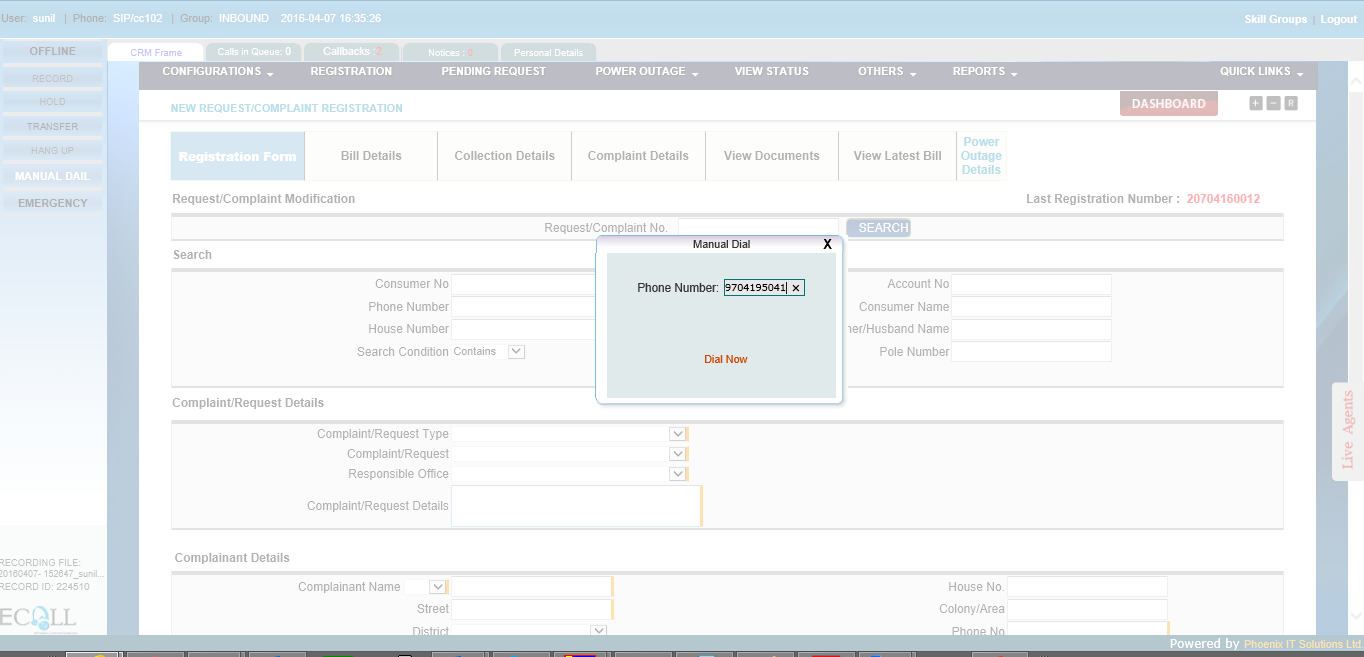 User: sunil | Phone: SIP/cc102 | Group: INBOUND 2016-04-07 16:35:26
Skill Groups | Logout
OFFLINE
RECORD
HOLD
TRANSFER
HANG UP
MANUAL DAIL
EMERGENCY
CRM Frame
Calls in Queue: 0
Callbacks : 2
Notices : 0
Personal Details
CONFIGURATIONS
REGISTRATION
PENDING REQUEST
POWER OUTAGE
VIEW STATUS
OTHERS
REPORTS
QUICK LINKS
NEW REQUEST/COMPLAINT REGISTRATION
DASHBOARD
+ − R
Registration Form
Bill Details
Collection Details
Complaint Details
View Documents
View Latest Bill
Power
Outage
Details
Request/Complaint Modification
Last Registration Number : 20704160012
Request/Complaint No.
SEARCH
Manual Dial X
Phone Number: 9704195041 ×
Dial Now
Search
Consumer No
Account No
Phone Number
Consumer Name
House Number
her/Husband Name
Search Condition Contains
Pole Number
Complaint/Request Details
Complaint/Request Type
Complaint/Request
Responsible Office
Complaint/Request Details
Live Agents
Complainant Details
Complainant Name
House No.
Street
Colony/Area
District
Phone No
RECORDING FILE:
20160407- 152647_sunil...
RECORD ID: 224510
ECOLL
Powered by Phoenix IT Solutions Ltd.